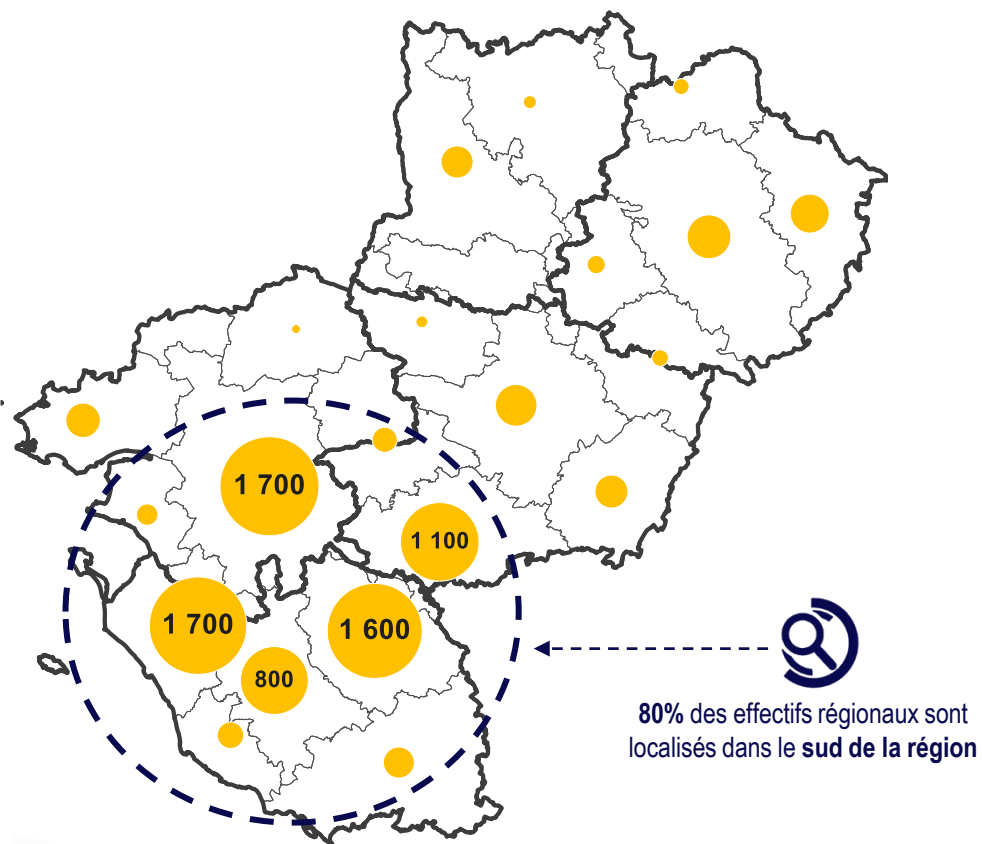 1 700
1 100
1 700
1 600
800
80% des effectifs régionaux sont
localisés dans le sud de la région